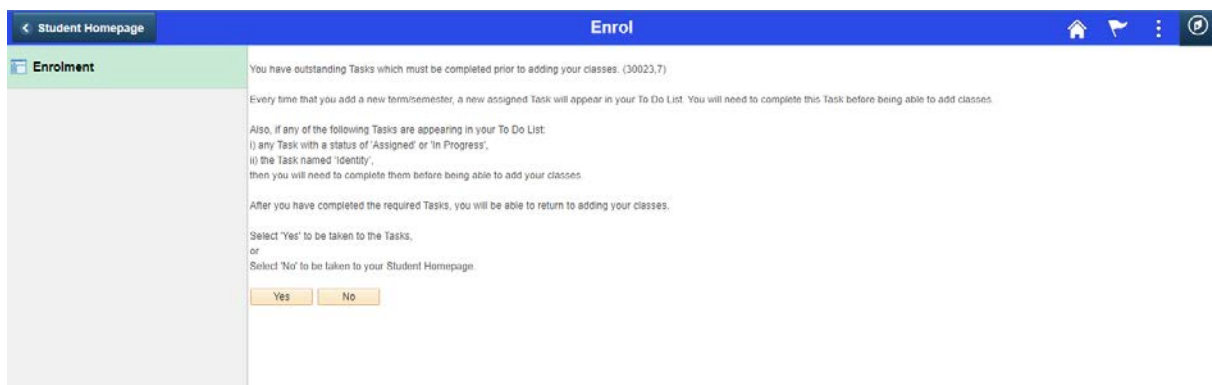 Student Homepage
Enrol
Enrolment
You have outstanding Tasks which must be completed prior to adding your classes. (30023,7)
Every time that you add a new term/semester, a new assigned Task will appear in your To Do List. You will need to complete this Task before being able to add classes.
Also, if any of the following Tasks are appearing in your To Do List:
i) any Task with a status of 'Assigned' or 'In Progress',
ii) the Task named 'Identity',
then you will need to complete them before being able to add your classes.
After you have completed the required Tasks, you will be able to return to adding your classes.
Select 'Yes' to be taken to the Tasks,
or
Select 'No' to be taken to your Student Homepage.
Yes No